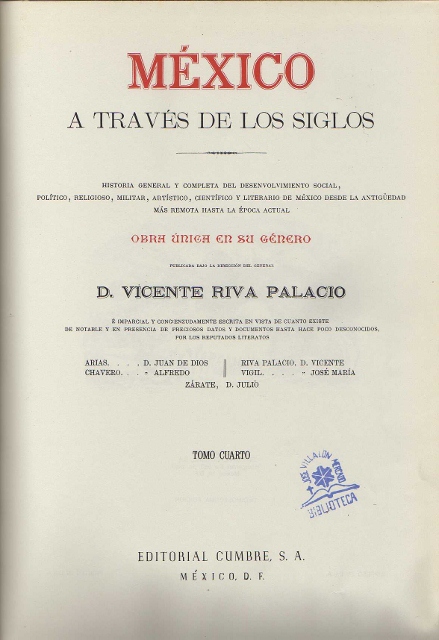 MÉXICO
A TRAVÉS DE LOS SIGLOS
HISTORIA GENERAL Y COMPLETA DEL DESENVOLVIMIENTO SOCIAL,
POLÍTICO, RELIGIOSO, MILITAR, ARTÍSTICO, CIENTÍFICO Y LITERARIO DE MÉXICO DESDE LA ANTIGÜEDAD
MÁS REMOTA HASTA LA ÉPOCA ACTUAL
OBRA ÚNICA EN SU GÉNERO
PUBLICADA BAJO LA DIRECCIÓN DEL GENERAL
D. VICENTE RIVA PALACIO
É IMPARCIAL Y CONCIENZUDAMENTE ESCRITA EN VISTA DE CUANTO EXISTE
DE NOTABLE Y EN PRESENCIA DE PRECIOSOS DATOS Y DOCUMENTOS HASTA HACE POCO DESCONOCIDOS,
POR LOS REPUTADOS LITERATOS
ARIAS. . . . D. JUAN DE DIOS
CHAVERO. . . » ALFREDO
RIVA PALACIO, D. VICENTE
VIGIL. . . . . » JOSÉ MARÍA
ZÁRATE, D. JULIO
TOMO CUARTO
VILLALÓN
BIBLIOTECA
EDITORIAL CUMBRE, S. A.
MÉXICO, D. F.